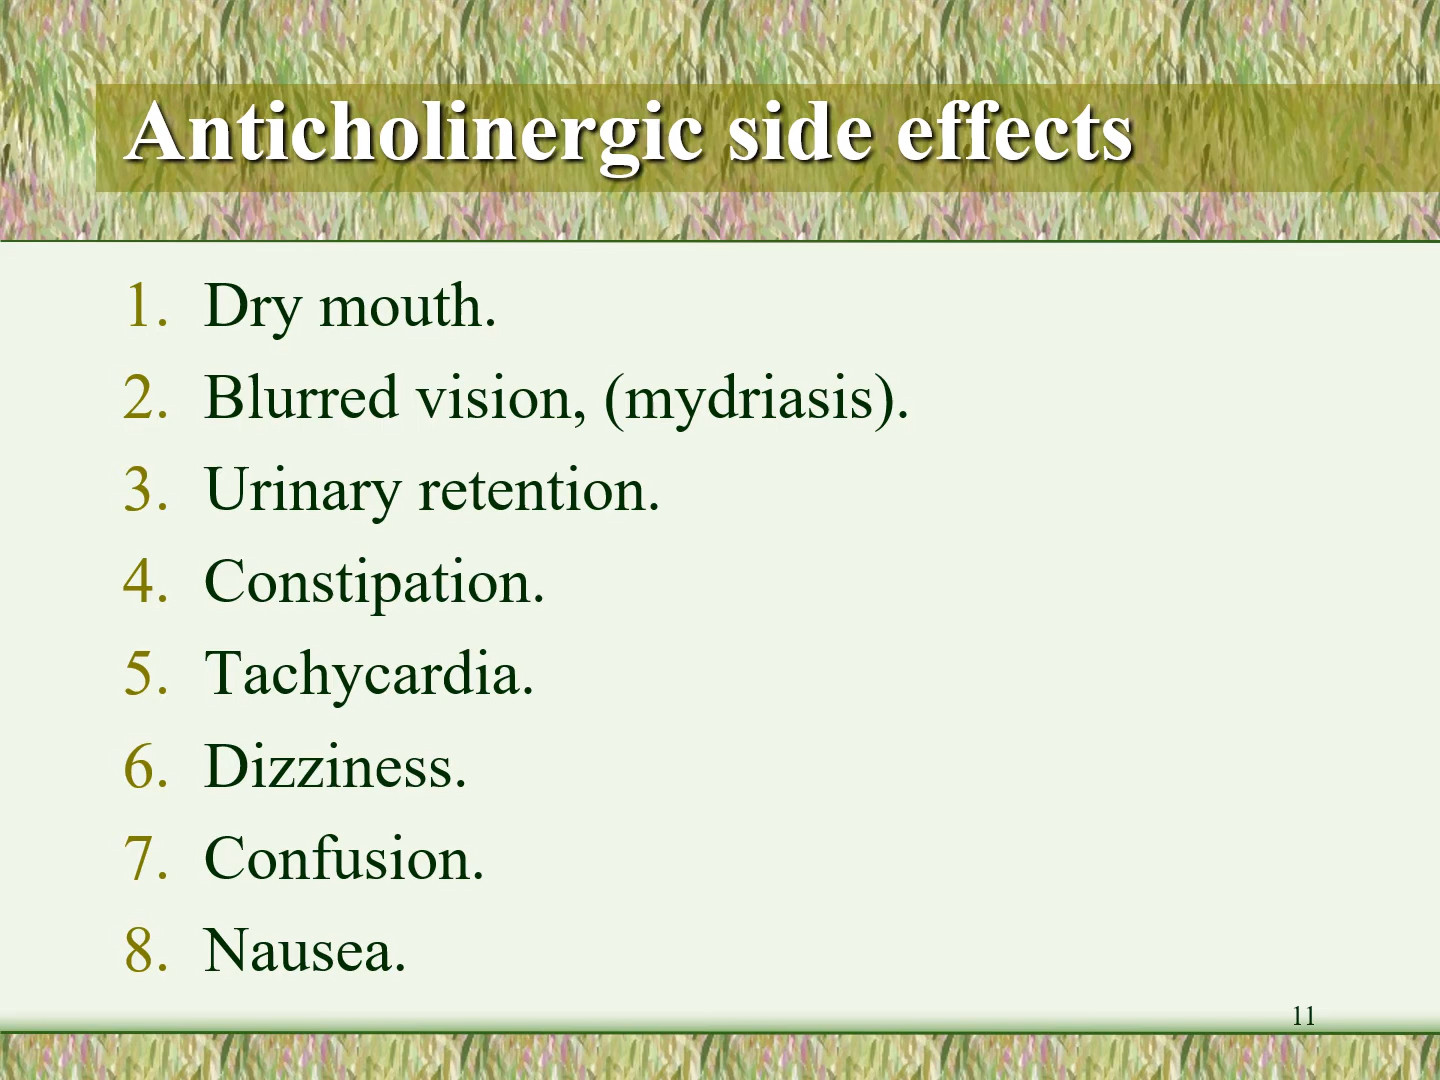 Anticholinergic side effects
1. Dry mouth.
2. Blurred vision, (mydriasis).
3. Urinary retention.
4. Constipation.
5. Tachycardia.
6. Dizziness.
7. Confusion.
8. Nausea.
11